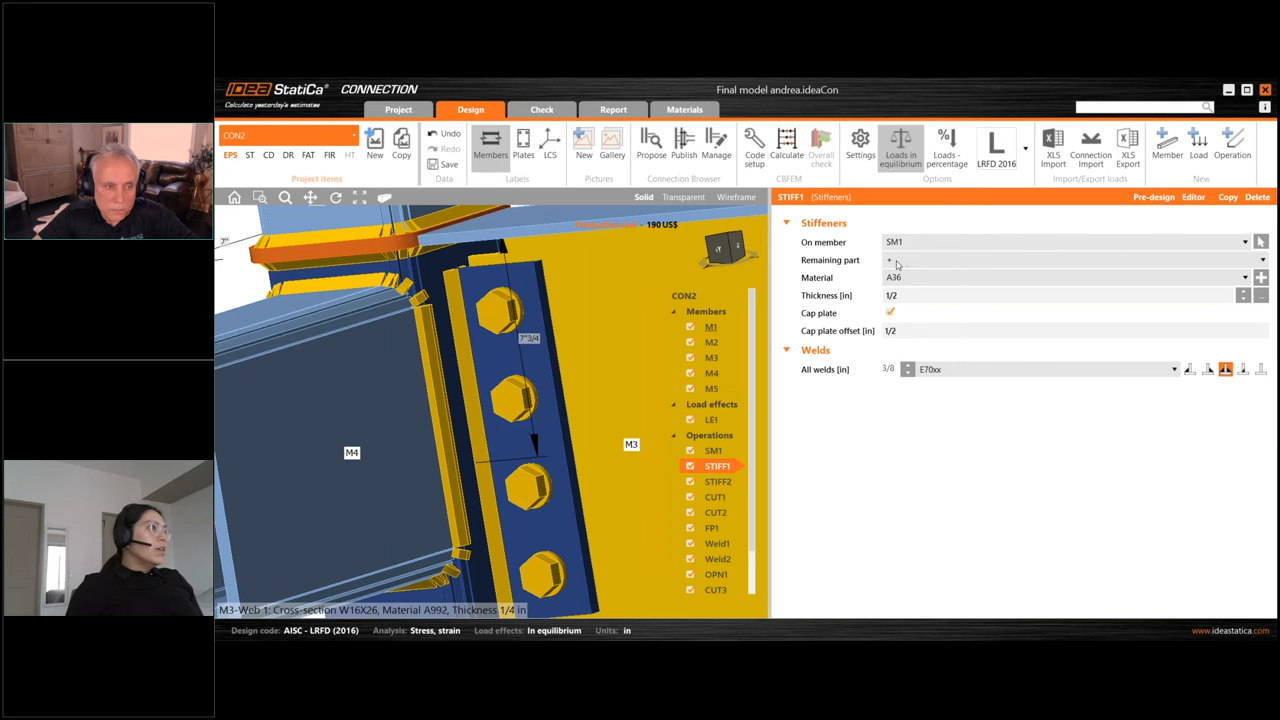 IDEA StatiCa® CONNECTION
Calculate yesterday's estimates
Final model andrea.ideaCon
Project
Design
Check
Report
Materials
CON2
EPS ST CD DR FAT FIR HT
Project items
New
Copy
Undo
Redo
Save
Data
Members
Plates
LCS
Labels
New
Gallery
Pictures
Propose
Publish
Manage
Connection Browser
Code setup
Calculate
Overall check
CBFEM
Settings
Loads in equilibrium
Loads - percentage
LRFD 2016
Options
XLS Import
Connection Import
XLS Export
Import/Export loads
Member
Load
Operation
New
Solid
Transparent
Wireframe
STIFF1 [Stiffeners]
Pre-design
Editor
Copy
Delete
- 190 US$
7"
7"3/4
M4
M3
CON2
Members
M1
M2
M3
M4
M5
Load effects
LE1
Operations
SM1
STIFF1
STIFF2
CUT1
CUT2
FP1
Weld1
Weld2
OPN1
CUT3
Stiffeners
On member SM1
Remaining part +
Material A36
Thickness [in] 1/2
Cap plate
Cap plate offset [in] 1/2
Welds
All welds [in] 3/8 E70xx
M3-Web 1: Cross-section W16X26, Material A992, Thickness 1/4 in
Design code: AISC - LRFD (2016) Analysis: Stress, strain Load effects: In equilibrium Units: in
www.ideastatica.com